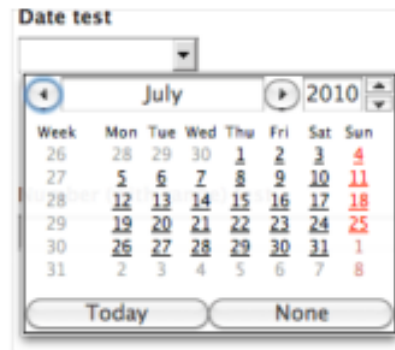 Date test
July 2010
Week Mon Tue Wed Thu Fri Sat Sun
26 28 29 30 1 2 3 4
27 5 6 7 8 9 10 11
28 12 13 14 15 16 17 18
29 19 20 21 22 23 24 25
30 26 27 28 29 30 31 1
31 2 3 4 5 6 7 8
Today None